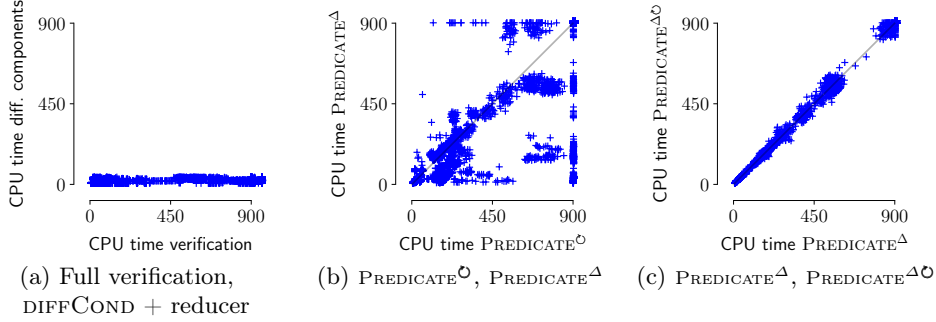 CPU time diff. components
900
450
0
0
450
900
CPU time verification
(a) Full verification,
DIFFCOND + reducer
CPU time PREDICATE^Δ
900
450
0
0
450
900
CPU time PREDICATE^↻
(b) PREDICATE^↻, PREDICATE^Δ
CPU time PREDICATE^Δ↻
900
450
0
0
450
900
CPU time PREDICATE^Δ
(c) PREDICATE^Δ, PREDICATE^Δ↻